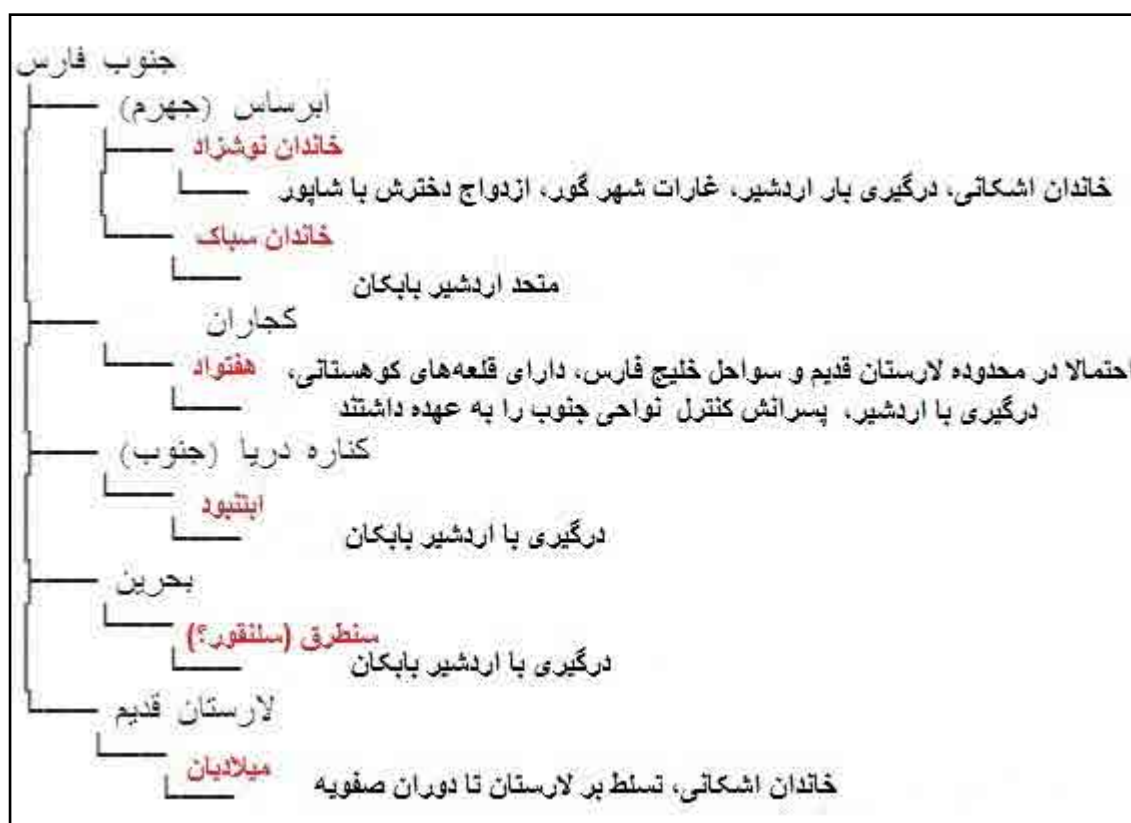 جنوب فارس
ابرساس (جهرم)
خاندان نوشزاد
خاندان اشکانی، درگیری بار اردشیر، غارات شهر گور، ازدواج دخترش با شاپور
خاندان سباک
متحد اردشیر بابکان
کجاران
هفتواد احتمالا در محدوده لارستان قدیم و سواحل خلیج فارس، دارای قلعه‌های کوهستانی،
درگیری با اردشیر، پسرانش کنترل نواحی جنوب را به عهده داشتند
کناره دریا (جنوب)
ابتنبود
درگیری با اردشیر بابکان
بحرین
سنطرق (سلنقور؟)
درگیری با اردشیر بابکان
لارستان قدیم
میلادیان
خاندان اشکانی، تسلط بر لارستان تا دوران صفویه